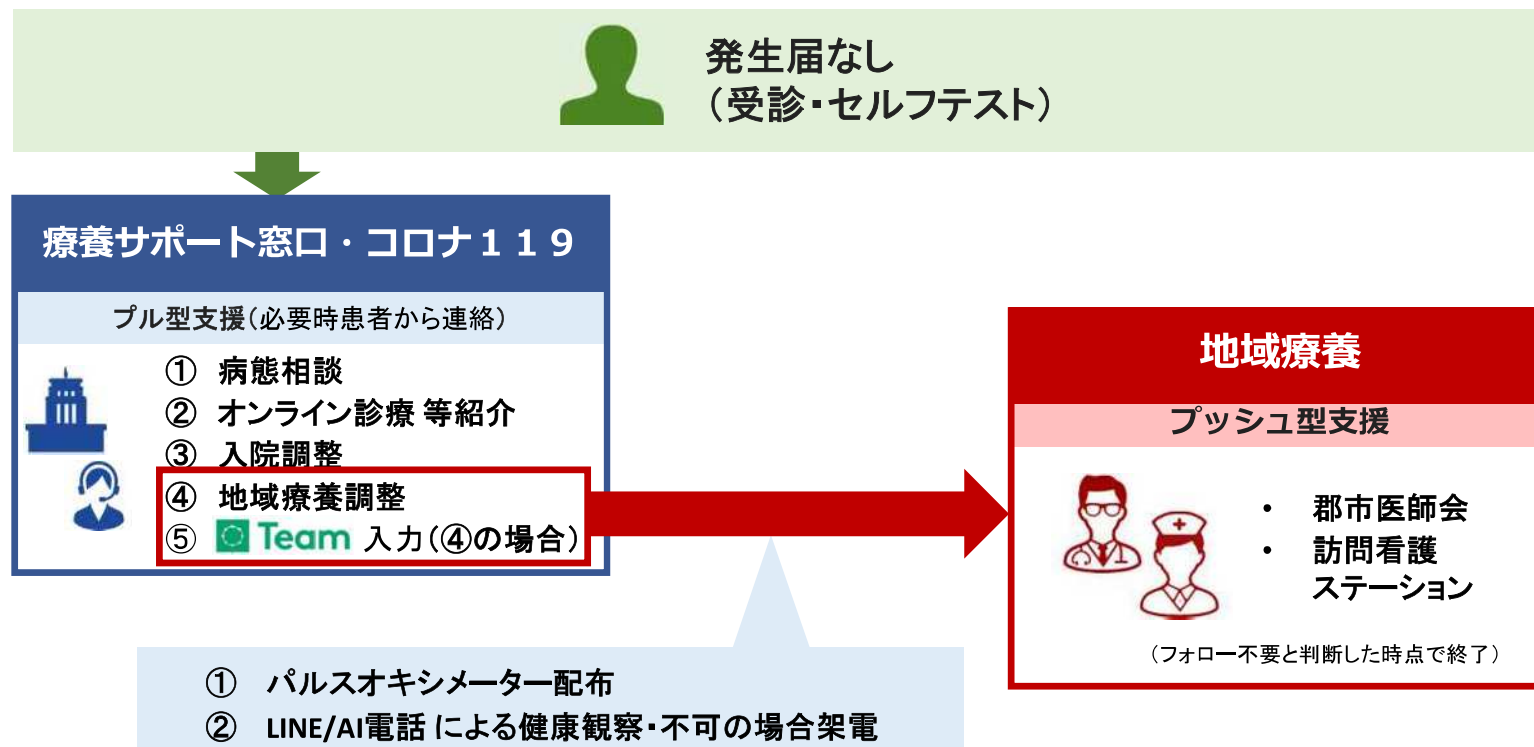 発生届なし
（受診・セルフテスト）
療養サポート窓口・コロナ１１９
プル型支援（必要時患者から連絡）
① 病態相談
② オンライン診療 等紹介
③ 入院調整
④ 地域療養調整
⑤ Team 入力（④の場合）
地域療養
プッシュ型支援
・ 郡市医師会
・ 訪問看護
ステーション
（フォロー不要と判断した時点で終了）
① パルスオキシメーター配布
② LINE/AI電話 による健康観察・不可の場合架電